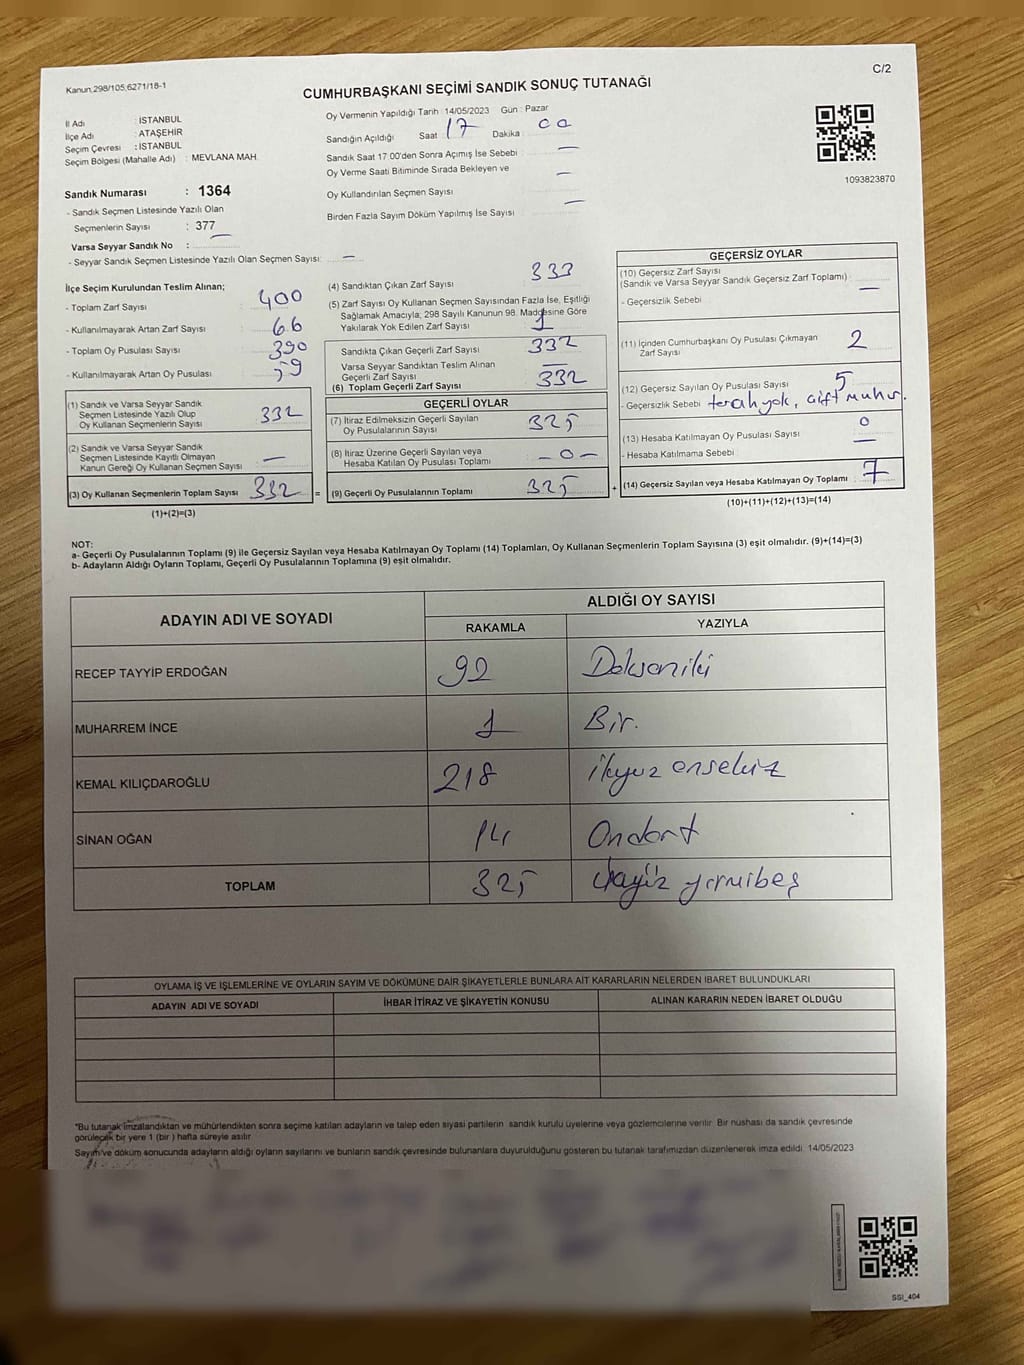 Kanun,298/105,6271/18-1
C/2
CUMHURBAŞKANI SEÇİMİ SANDIK SONUÇ TUTANAĞI
İl Adı : İSTANBUL
İlçe Adı : ATAŞEHİR
Seçim Çevresi : İSTANBUL
Seçim Bölgesi (Mahalle Adı) : MEVLANA MAH.
Sandık Numarası : 1364
- Sandık Seçmen Listesinde Yazılı Olan
Seçmenlerin Sayısı : 377
Varsa Seyyar Sandık No : —
- Seyyar Sandık Seçmen Listesinde Yazılı Olan Seçmen Sayısı: —
Oy Vermenin Yapıldığı Tarih : 14/05/2023 Gün : Pazar
Sandığın Açıldığı Saat 17 Dakika : 00
Sandık Saat 17:00'den Sonra Açımış İse Sebebi : —
Oy Verme Saati Bitiminde Sırada Bekleyen ve
Oy Kullandırılan Seçmen Sayısı —
Birden Fazla Sayım Döküm Yapılmış İse Sayısı : —
1093823870
İlçe Seçim Kurulundan Teslim Alınan;
- Toplam Zarf Sayısı : 400
- Kullanılmayarak Artan Zarf Sayısı : 66
- Toplam Oy Pusulası Sayısı : 390
- Kullanılmayarak Artan Oy Pusulası : 59
(1) Sandık ve Varsa Seyyar Sandık
Seçmen Listesinde Yazılı Olup
Oy Kullanan Seçmenlerin Sayısı : 332
(2) Sandık ve Varsa Seyyar Sandık
Seçmen Listesinde Kayıtlı Olmayan
Kanun Gereği Oy Kullanan Seçmen Sayısı : —
(3) Oy Kullanan Seçmenlerin Toplam Sayısı : 332 =
(1)+(2)=(3)
(4) Sandıktan Çıkan Zarf Sayısı : 333
(5) Zarf Sayısı Oy Kullanan Seçmen Sayısından Fazla İse, Eşitliği
Sağlamak Amacıyla; 298 Sayılı Kanunun 98. Maddesine Göre
Yakılarak Yok Edilen Zarf Sayısı : 1
Sandıkta Çıkan Geçerli Zarf Sayısı : 332
Varsa Seyyar Sandıktan Teslim Alınan
Geçerli Zarf Sayısı : —
(6) Toplam Geçerli Zarf Sayısı : 332
GEÇERLİ OYLAR
(7) İtiraz Edilmeksizin Geçerli Sayılan
Oy Pusulalarının Sayısı : 325
(8) İtiraz Üzerine Geçerli Sayılan veya
Hesaba Katılan Oy Pusulası Toplamı : — 0 —
(9) Geçerli Oy Pusulalarının Toplamı : 325 +
GEÇERSİZ OYLAR
(10) Geçersiz Zarf Sayısı
(Sandık ve Varsa Seyyar Sandık Geçersiz Zarf Toplamı) : —
- Geçersizlik Sebebi
(11) İçinden Cumhurbaşkanı Oy Pusulası Çıkmayan
Zarf Sayısı : 2
(12) Geçersiz Sayılan Oy Pusulası Sayısı : 5
- Geçersizlik Sebebi tercih yok, çift mühür.
(13) Hesaba Katılmayan Oy Pusulası Sayısı : 0
- Hesaba Katılmama Sebebi : —
(14) Geçersiz Sayılan veya Hesaba Katılmayan Oy Toplamı : 7
(10)+(11)+(12)+(13)=(14)
NOT:
a- Geçerli Oy Pusulalarının Toplamı (9) ile Geçersiz Sayılan veya Hesaba Katılmayan Oy Toplamı (14) Toplamları, Oy Kullanan Seçmenlerin Toplam Sayısına (3) eşit olmalıdır. (9)+(14)=(3)
b- Adayların Aldığı Oyların Toplamı, Geçerli Oy Pusulalarının Toplamına (9) eşit olmalıdır.
ADAYIN ADI VE SOYADI
ALDIĞI OY SAYISI
RAKAMLA YAZIYLA
RECEP TAYYİP ERDOĞAN 92 Doksaniki
MUHARREM İNCE 1 Bir.
KEMAL KILIÇDAROĞLU 218 ikiyüz onsekiz
SİNAN OĞAN 14 Ondört
TOPLAM 325 üçyüz yirmibeş
OYLAMA İŞ VE İŞLEMLERİNE VE OYLARIN SAYIM VE DÖKÜMÜNE DAİR ŞİKAYETLERLE BUNLARA AİT KARARLARIN NELERDEN İBARET BULUNDUKLARI
ADAYIN ADI VE SOYADI İHBAR İTİRAZ VE ŞİKAYETİN KONUSU ALINAN KARARIN NEDEN İBARET OLDUĞU
*Bu tutanak imzalandıktan ve mühürlendikten sonra seçime katılan adayların ve talep eden siyasi partilerin sandık kurulu üyelerine veya gözlemcilerine verilir. Bir nüshası da sandık çevresinde
görülecek bir yere 1 (bir ) hafta süreyle asılır
Sayım ve döküm sonucunda adayların aldığı oyların sayılarını ve bunların sandık çevresinde bulunanlara duyurulduğunu gösteren bu tutanak tarafımızdan düzenlenerek imza edildi. 14/05/2023
SSI_404